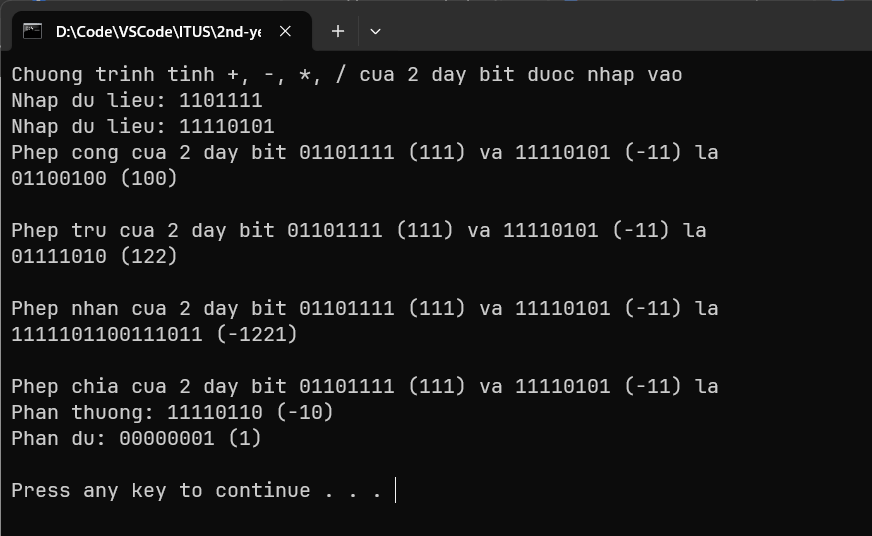 D:\Code\VSCode\ITUS\2nd-ye
Chuong trinh tinh +, -, *, / cua 2 day bit duoc nhap vao
Nhap du lieu: 1101111
Nhap du lieu: 11110101
Phep cong cua 2 day bit 01101111 (111) va 11110101 (-11) la
01100100 (100)
Phep tru cua 2 day bit 01101111 (111) va 11110101 (-11) la
01111010 (122)
Phep nhan cua 2 day bit 01101111 (111) va 11110101 (-11) la
1111101100111011 (-1221)
Phep chia cua 2 day bit 01101111 (111) va 11110101 (-11) la
Phan thuong: 11110110 (-10)
Phan du: 00000001 (1)
Press any key to continue . . .